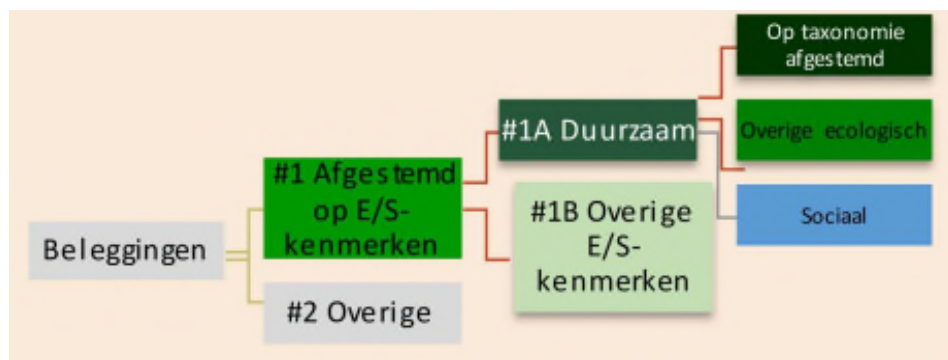 Op taxonomie
afgestemd
#1A Duurzaam
Overige ecologisch
#1 Afgestemd
op E/S-
kenmerken
#1B Overige
E/S-
kenmerken
Sociaal
Beleggingen
#2 Overige